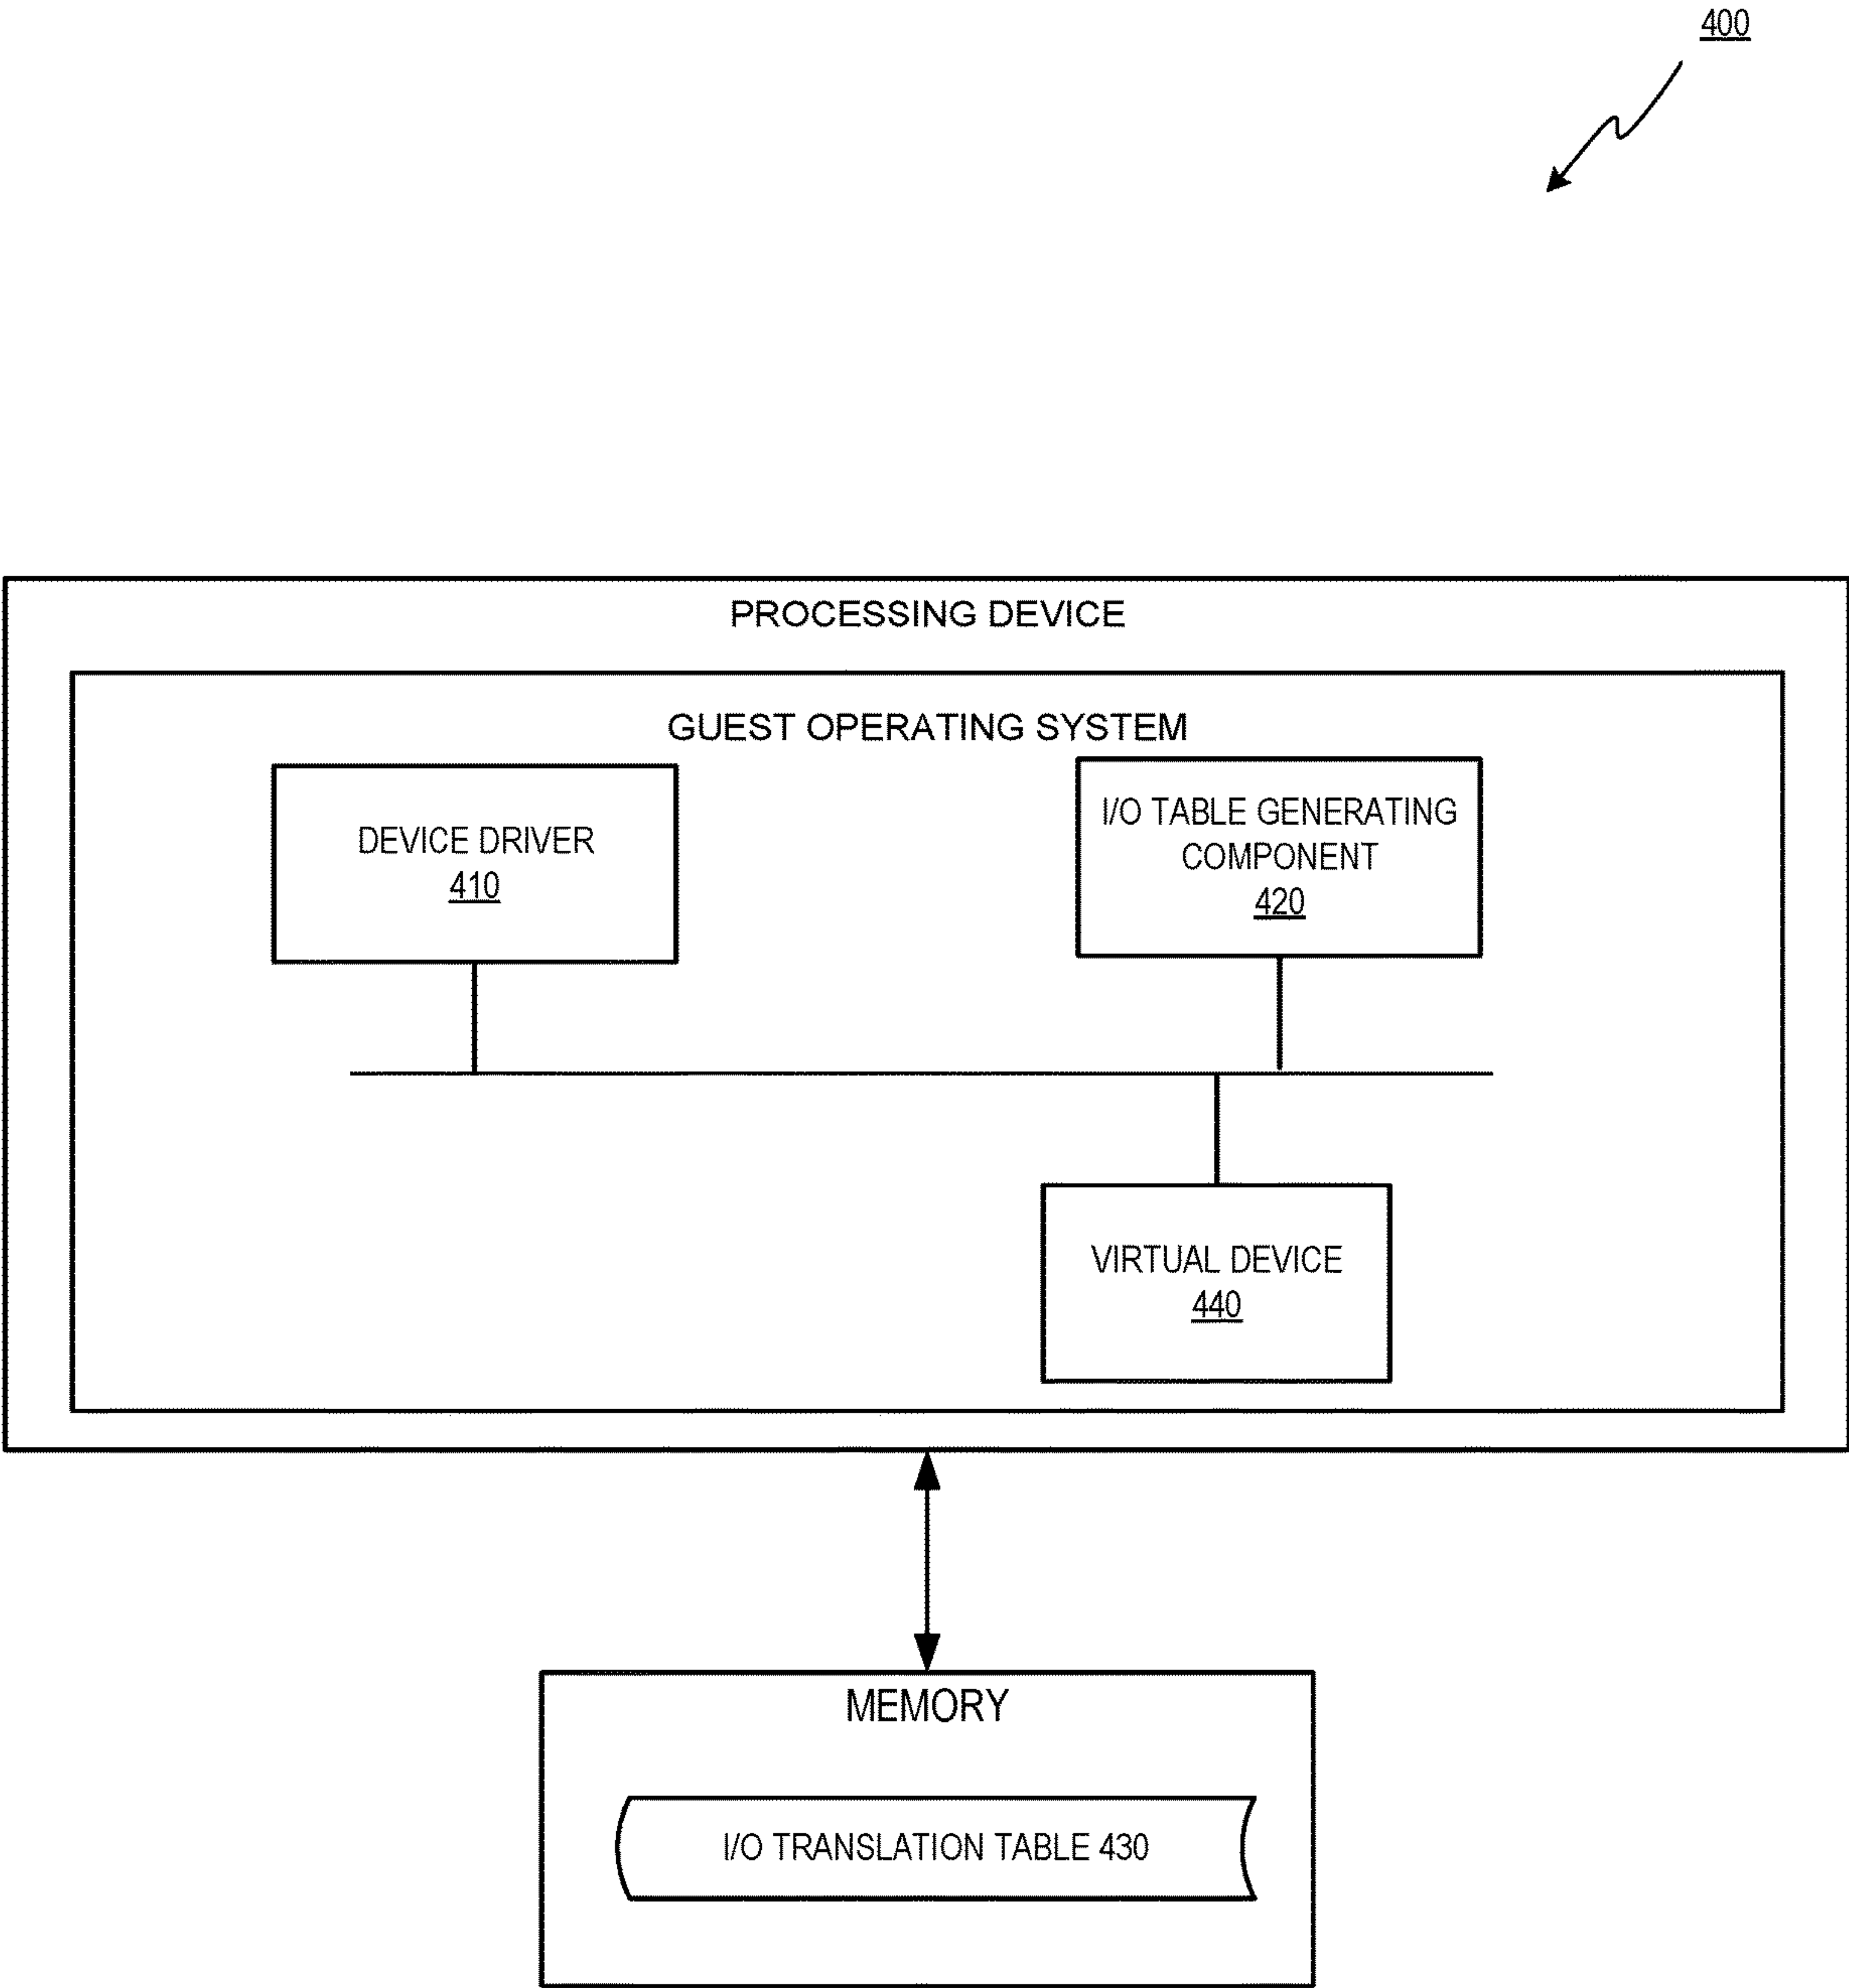 400
PROCESSING DEVICE
GUEST OPERATING SYSTEM
DEVICE DRIVER
410
I/O TABLE GENERATING
COMPONENT
420
VIRTUAL DEVICE
440
MEMORY
I/O TRANSLATION TABLE 430